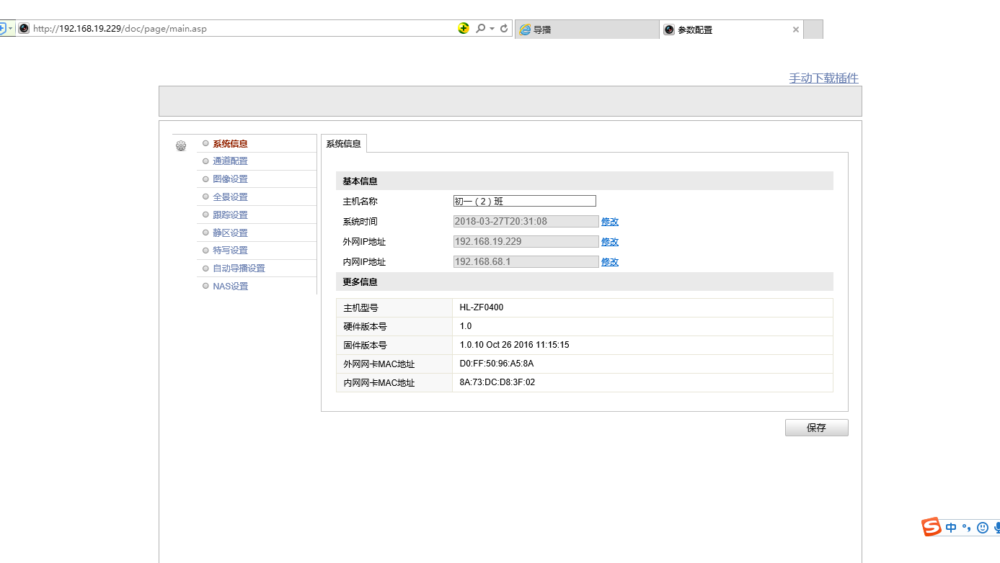 http://192.168.19.229/doc/page/main.asp
导播
参数配置
手动下载插件
系统信息
通道配置
图像设置
全景设置
跟踪设置
静区设置
特写设置
自动导播设置
NAS设置
系统信息
基本信息
主机名称 初一（2）班
系统时间 2018-03-27T20:31:08 修改
外网IP地址 192.168.19.229 修改
内网IP地址 192.168.68.1 修改
更多信息
主机型号 HL-ZF0400
硬件版本号 1.0
固件版本号 1.0.10 Oct 26 2016 11:15:15
外网网卡MAC地址 D0:FF:50:96:A5:8A
内网网卡MAC地址 8A:73:DC:D8:3F:02
保存
S 中